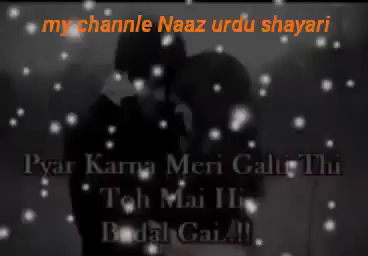 my channle Naaz urdu shayari
Pyar Karna Meri Galti Thi
Toh Mai Hi
Badal Gai..!!